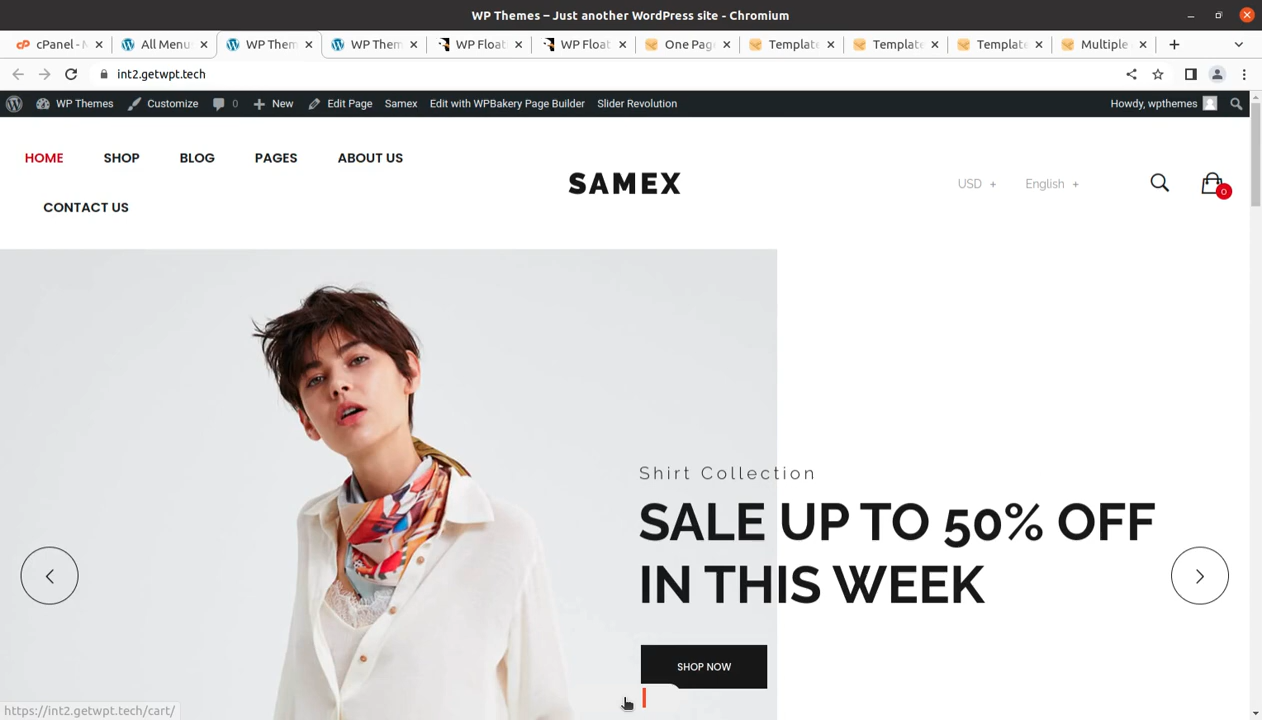 WP Themes – Just another WordPress site - Chromium
cPanel - M
All Menu
WP Them
WP Them
WP Float
WP Float
One Pag
Template
Template
Template
Multiple
int2.getwpt.tech
WP Themes Customize 0 New Edit Page Samex Edit with WPBakery Page Builder Slider Revolution Howdy, wpthemes
HOME SHOP BLOG PAGES ABOUT US
CONTACT US
SAMEX
USD + English +
0
Shirt Collection
SALE UP TO 50% OFF
IN THIS WEEK
SHOP NOW
https://int2.getwpt.tech/cart/